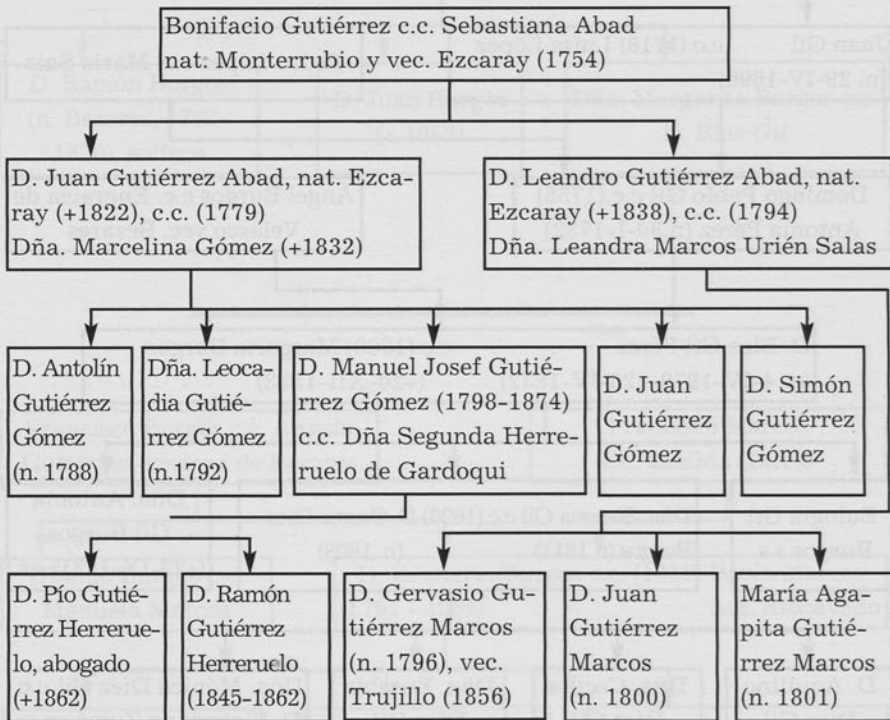 Bonifacio Gutiérrez c.c. Sebastiana Abad
nat: Monterrubio y vec. Ezcaray (1754)
D. Juan Gutiérrez Abad, nat. Ezca-
ray (+1822), c.c. (1779)
Dña. Marcelina Gómez (+1832)
D. Leandro Gutiérrez Abad, nat.
Ezcaray (+1838), c.c. (1794)
Dña. Leandra Marcos Urién Salas
D. Antolín
Gutiérrez
Gómez
(n. 1788)
Dña. Leoca-
dia Gutié-
rrez Gómez
(n.1792)
D. Manuel Josef Gutié-
rrez Gómez (1798-1874)
c.c. Dña Segunda Herre-
ruelo de Gardoqui
D. Juan
Gutiérrez
Gómez
D. Simón
Gutiérrez
Gómez
D. Pío Gutié-
rrez Herrerue-
lo, abogado
(+1862)
D. Ramón
Gutiérrez
Herreruelo
(1845-1862)
D. Gervasio Gu-
tiérrez Marcos
(n. 1796), vec.
Trujillo (1856)
D. Juan
Gutiérrez
Marcos
(n. 1800)
María Aga-
pita Gutié-
rrez Marcos
(n. 1801)